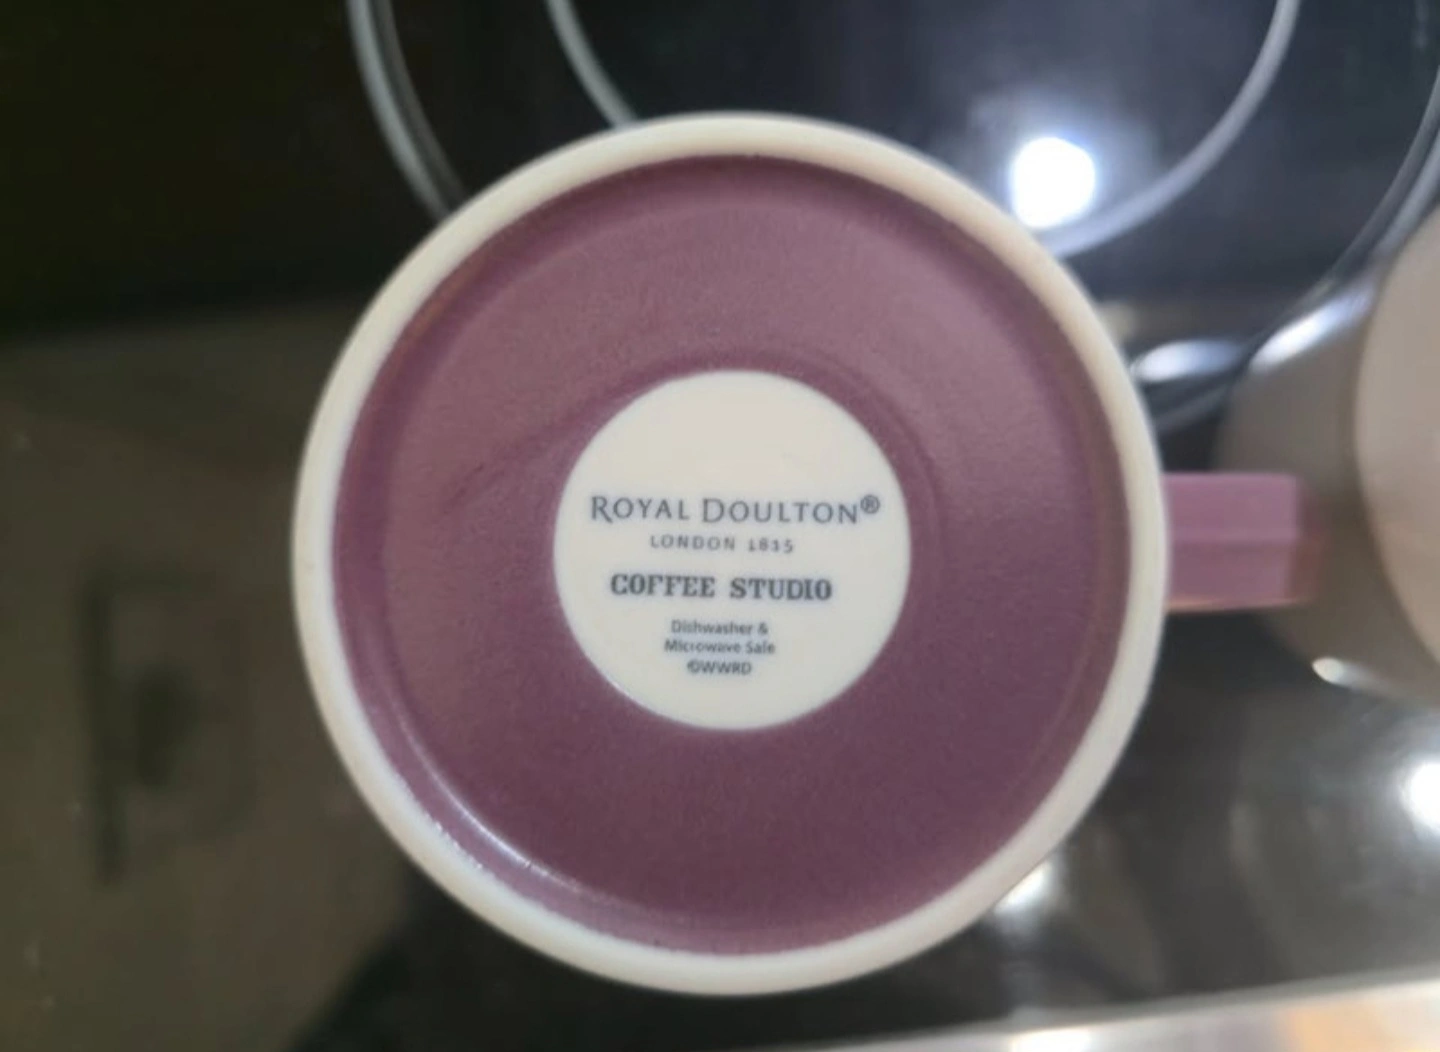 ROYAL DOULTON®
LONDON 1815
COFFEE STUDIO
Dishwasher &
Microwave Safe
©WWRD